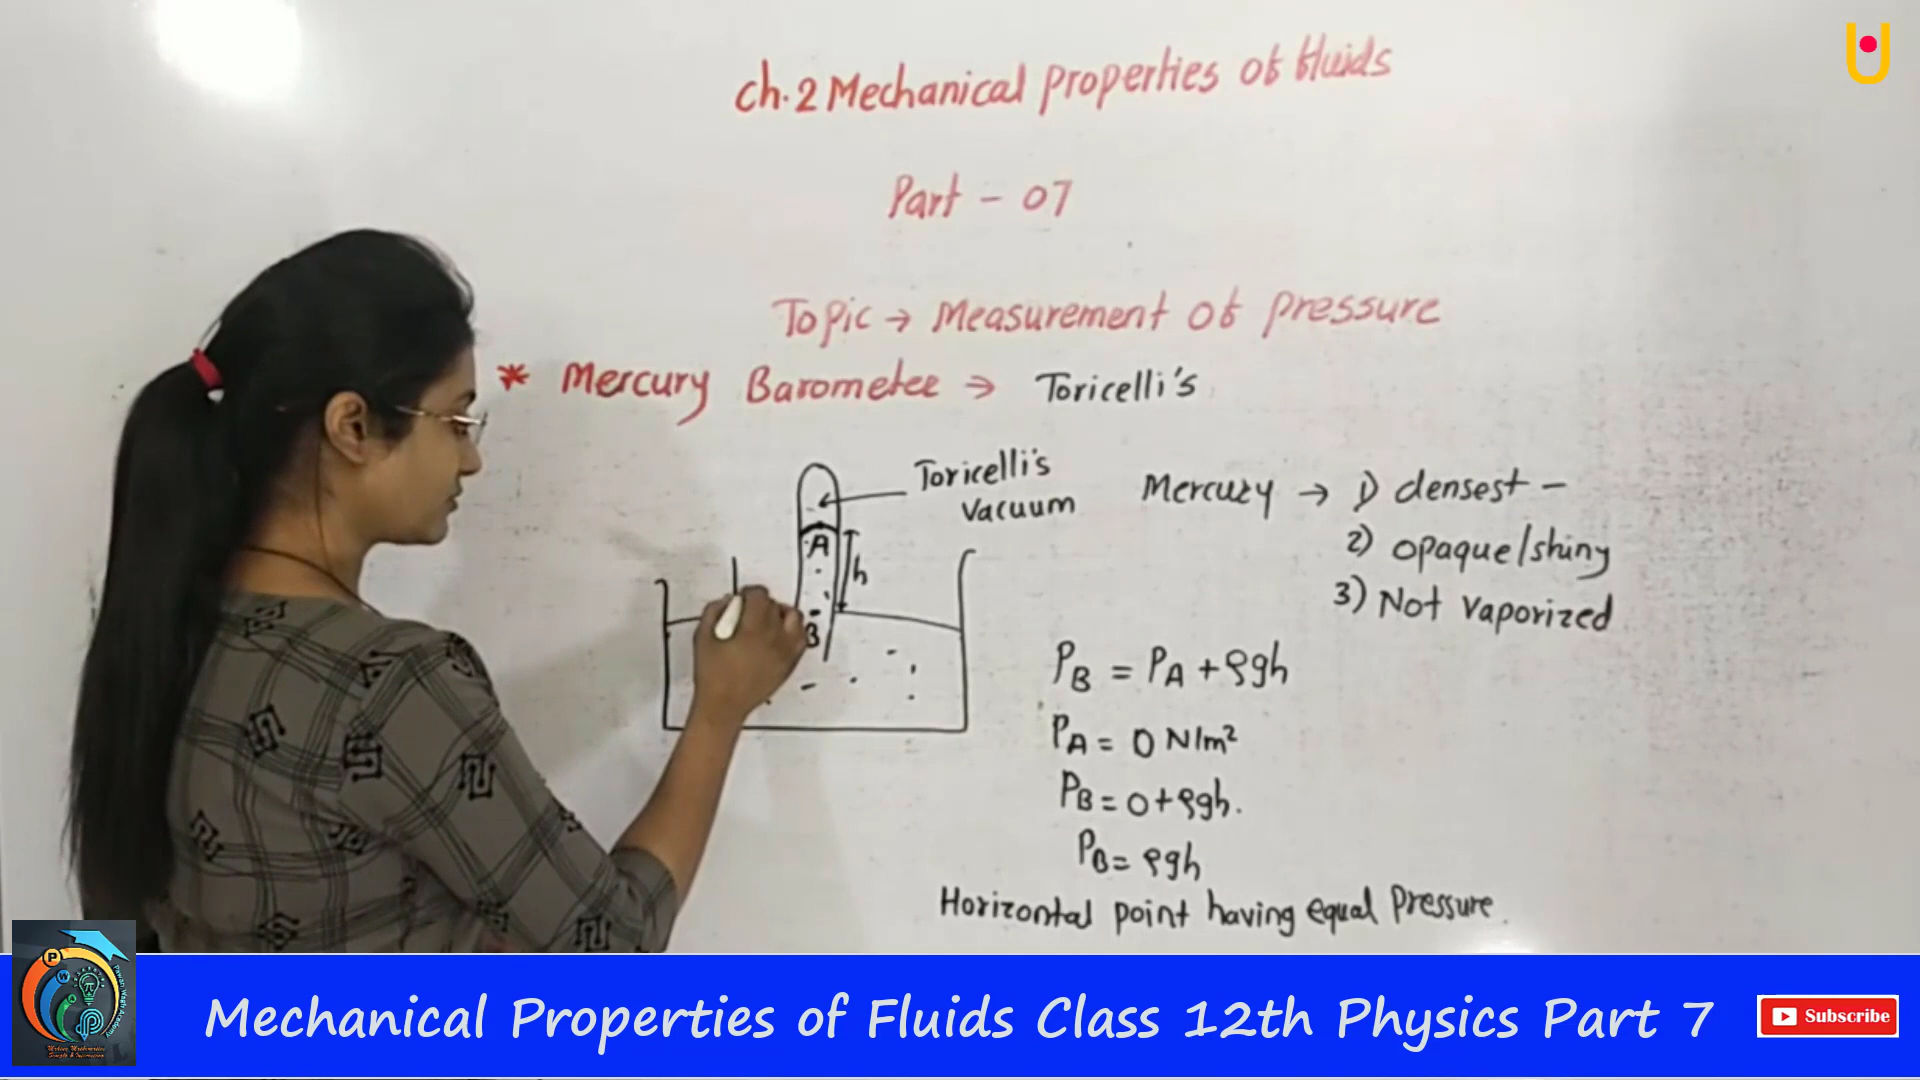 Ch.2 Mechanical properties of fluids
Part - 07
Topic → Measurement of pressure
* Mercury Barometer → Toricelli's
Toricelli's
Vacuum
A
h
B
Mercury → 1) densest -
2) opaque/shiny
3) Not vaporized
PB = PA + ρgh
PA = 0 N/m²
PB = 0 + ρgh.
PB = ρgh
Horizontal point having equal Pressure.
Mechanical Properties of Fluids Class 12th Physics Part 7
Subscribe